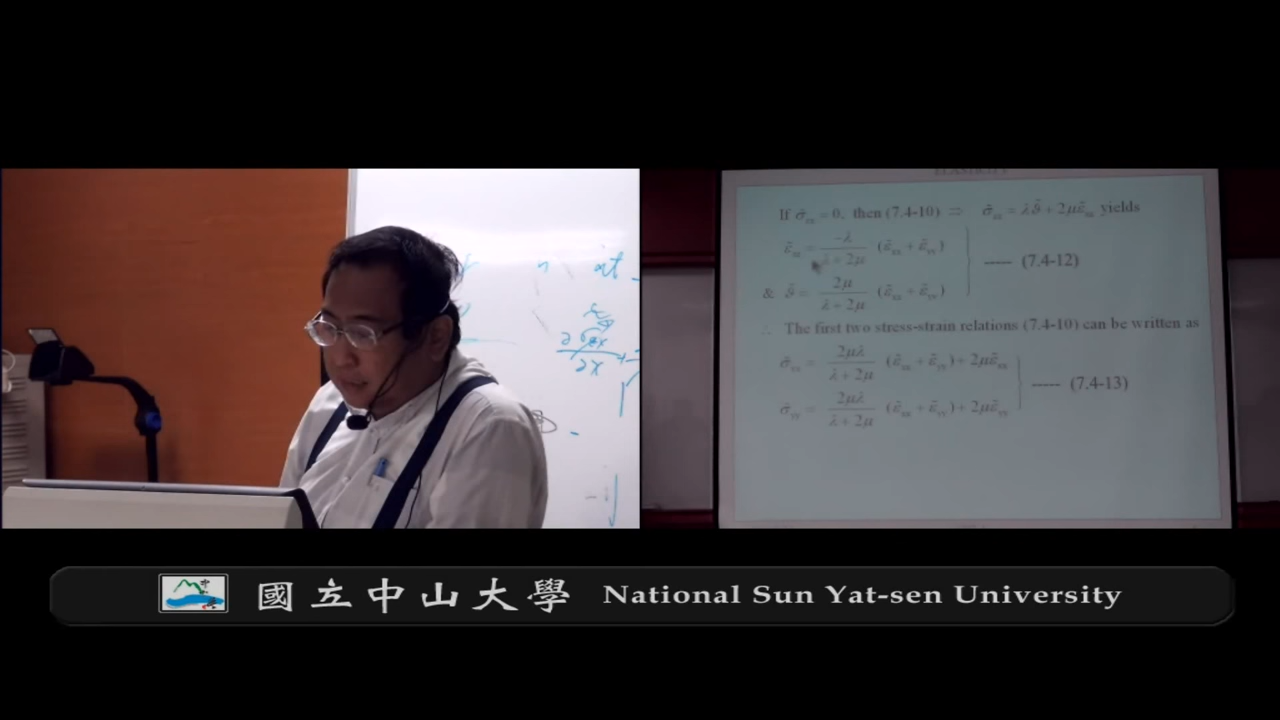 If σ̃zz = 0, then (7.4-10) ⇒ σ̃zz = λϑ̃ + 2με̃zz yields
ε̃zz = −λ / (λ + 2μ) (ε̃xx + ε̃yy)
----- (7.4-12)
& ϑ̃ = 2μ / (λ + 2μ) (ε̃xx + ε̃yy)
∴ The first two stress-strain relations (7.4-10) can be written as
σ̃xx = 2μλ / (λ + 2μ) (ε̃xx + ε̃yy) + 2με̃xx
----- (7.4-13)
σ̃yy = 2μλ / (λ + 2μ) (ε̃xx + ε̃yy) + 2με̃yy
國立中山大學 National Sun Yat-sen University